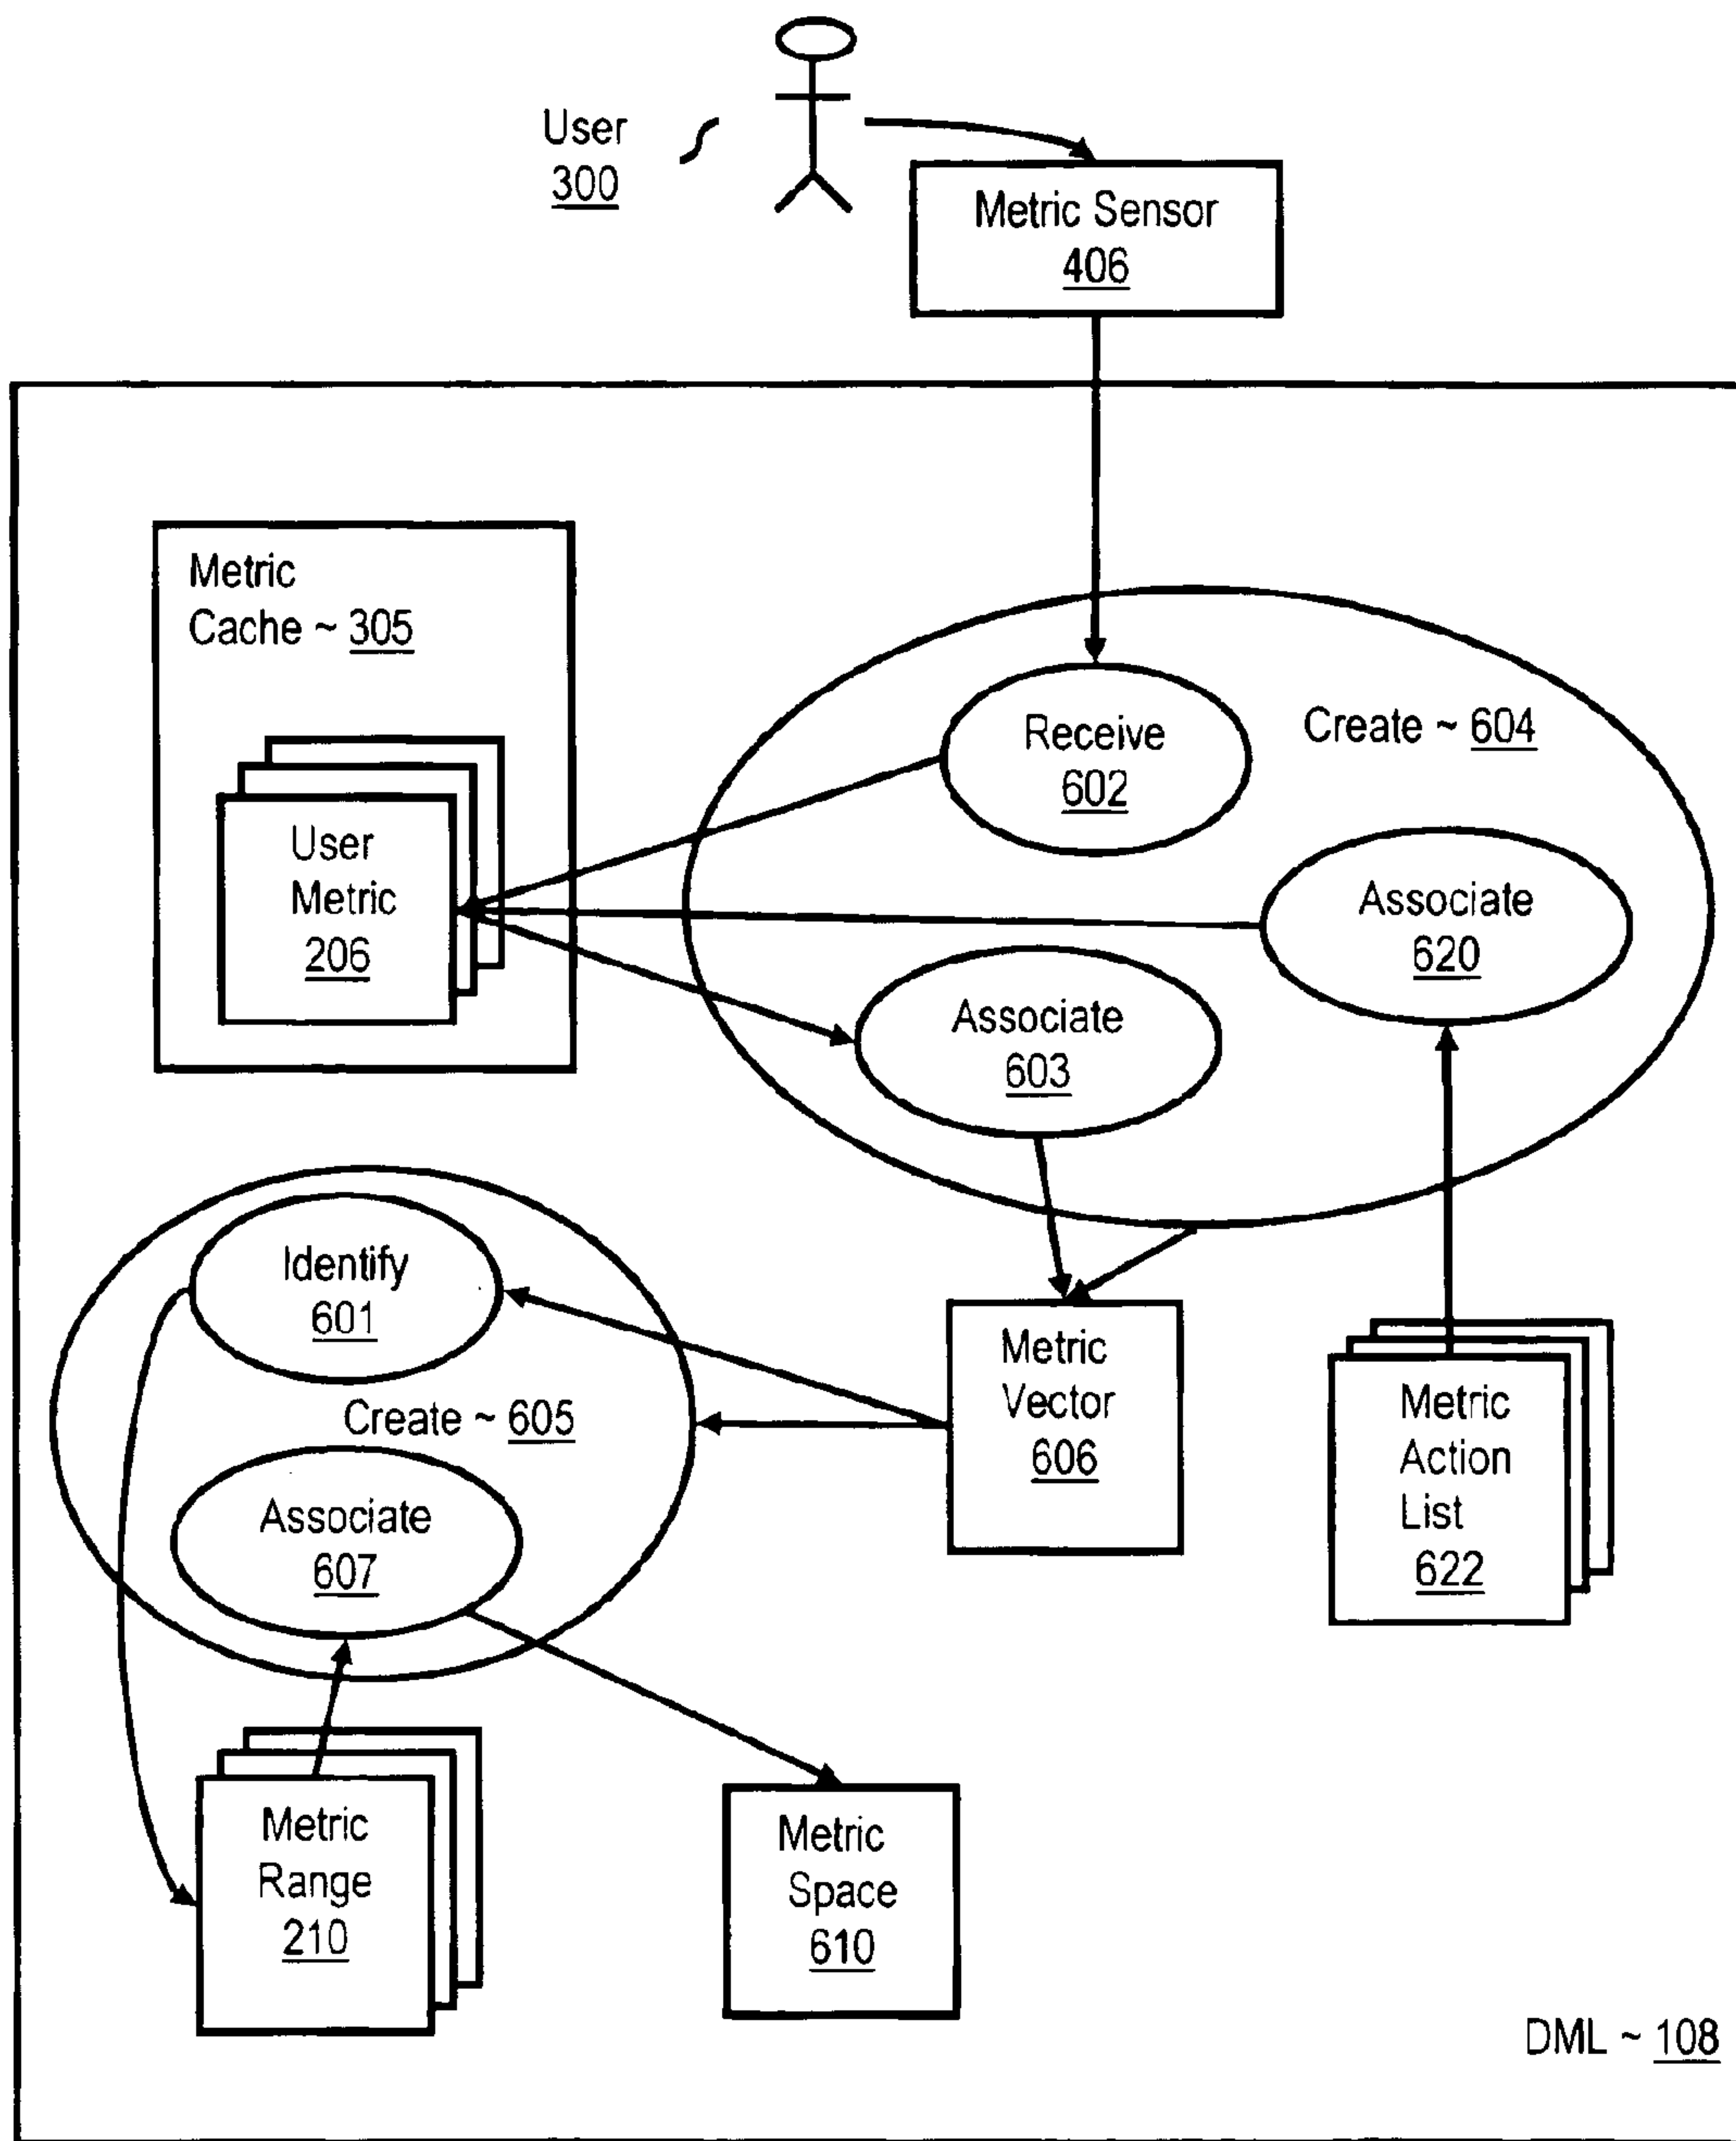 User
300
Metric Sensor
406
Metric
Cache ~ 305
User
Metric
206
Receive
602
Create ~ 604
Associate
620
Associate
603
Identify
601
Create ~ 605
Associate
607
Metric
Vector
606
Metric
Action
List
622
Metric
Range
210
Metric
Space
610
DML ~ 108